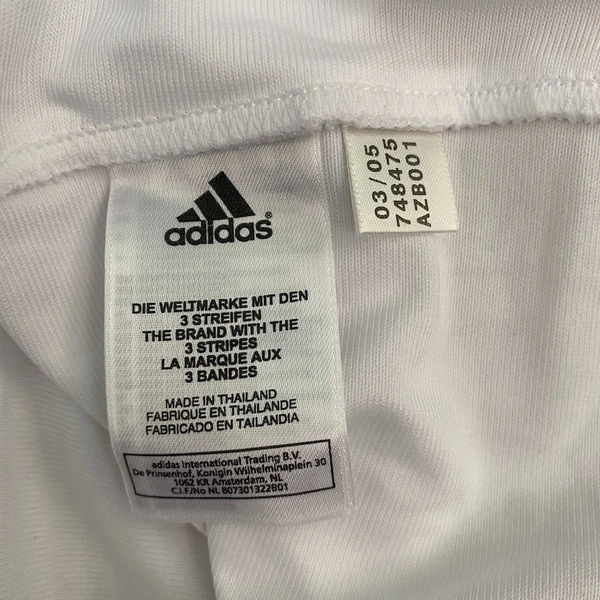 adidas®
DIE WELTMARKE MIT DEN
3 STREIFEN
THE BRAND WITH THE
3 STRIPES
LA MARQUE AUX
3 BANDES
MADE IN THAILAND
FABRIQUE EN THAILANDE
FABRICADO EN TAILANDIA
adidas International Trading B.V.
De Prinsenhof, Konigin Wilhelminaplein 30
1062 KR Amsterdam, NL
C.I.F./No NL 807301322B01
03/05
748475
AZB001